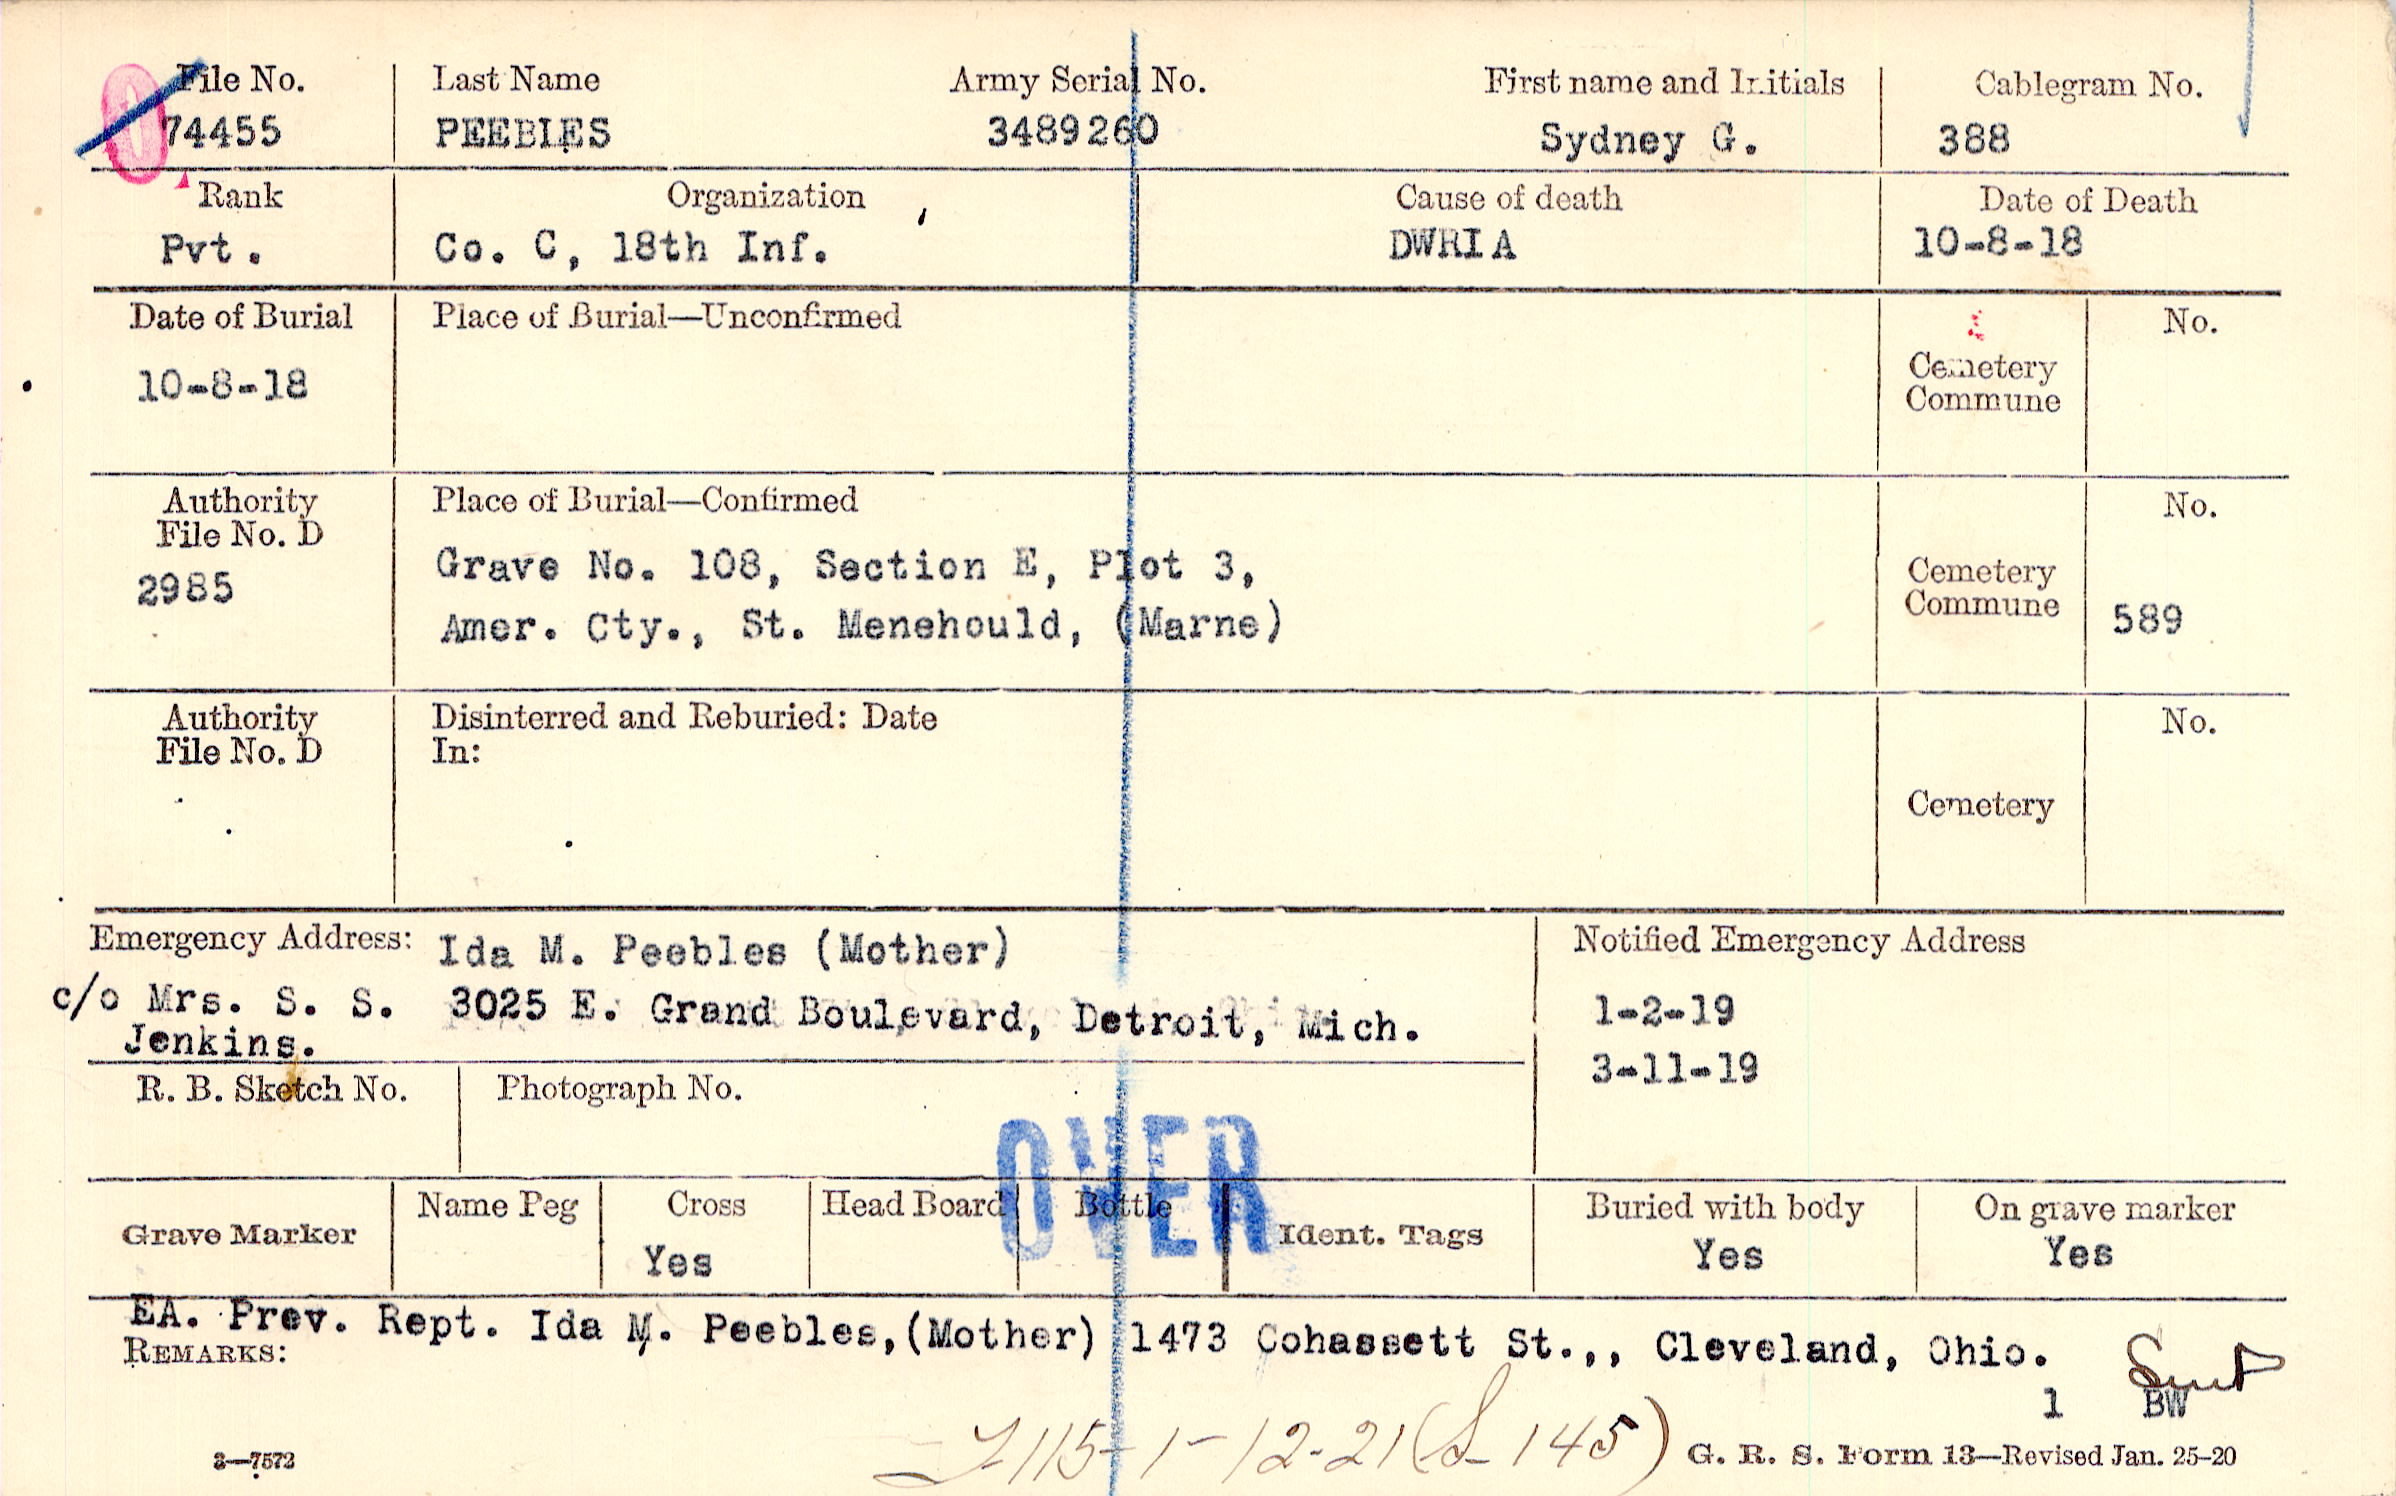 File No. Last Name Army Serial No. First name and Initials Cablegram No.
74455 PEEBLES 3489260 Sydney G. 388
Rank Organization Cause of death Date of Death
Pvt. Co. C, 18th Inf. DWRIA 10-8-18
Date of Burial Place of Burial—Unconfirmed No.
10-8-18 Cemetery
Commune
Authority Place of Burial—Confirmed No.
File No. D
2985 Grave No. 108, Section E, Plot 3, Cemetery
Amer. Cty., St. Menehould, (Marne) Commune 589
Authority Disinterred and Reburied: Date No.
File No. D In:
Cemetery
Emergency Address: Ida M. Peebles (Mother) Notified Emergency Address
c/o Mrs. S. S. 3025 E. Grand Boulevard, Detroit, Mich. 1-2-19
Jenkins. 3-11-19
R. B. Sketch No. Photograph No.
OVER
Grave Marker Name Peg Cross Head Board Bottle Ident. Tags Buried with body On grave marker
Yes Yes Yes
EA. Prev. Rept. Ida M. Peebles,(Mother) 1473 Cohassett St.,, Cleveland, Ohio.
REMARKS:
1 BW
115-1-12-21 (S-145)
3—7572 G. R. S. Form 13—Revised Jan. 25-20